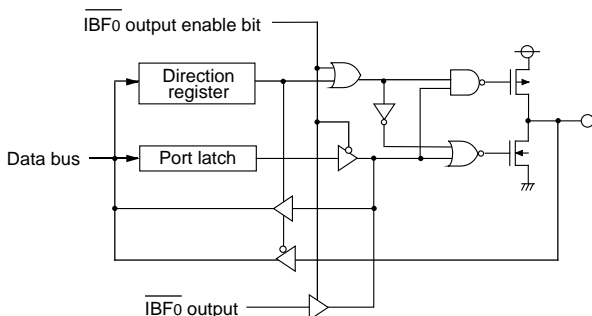 IBF0 output enable bit
Direction
register
Data bus
Port latch
IBF0 output